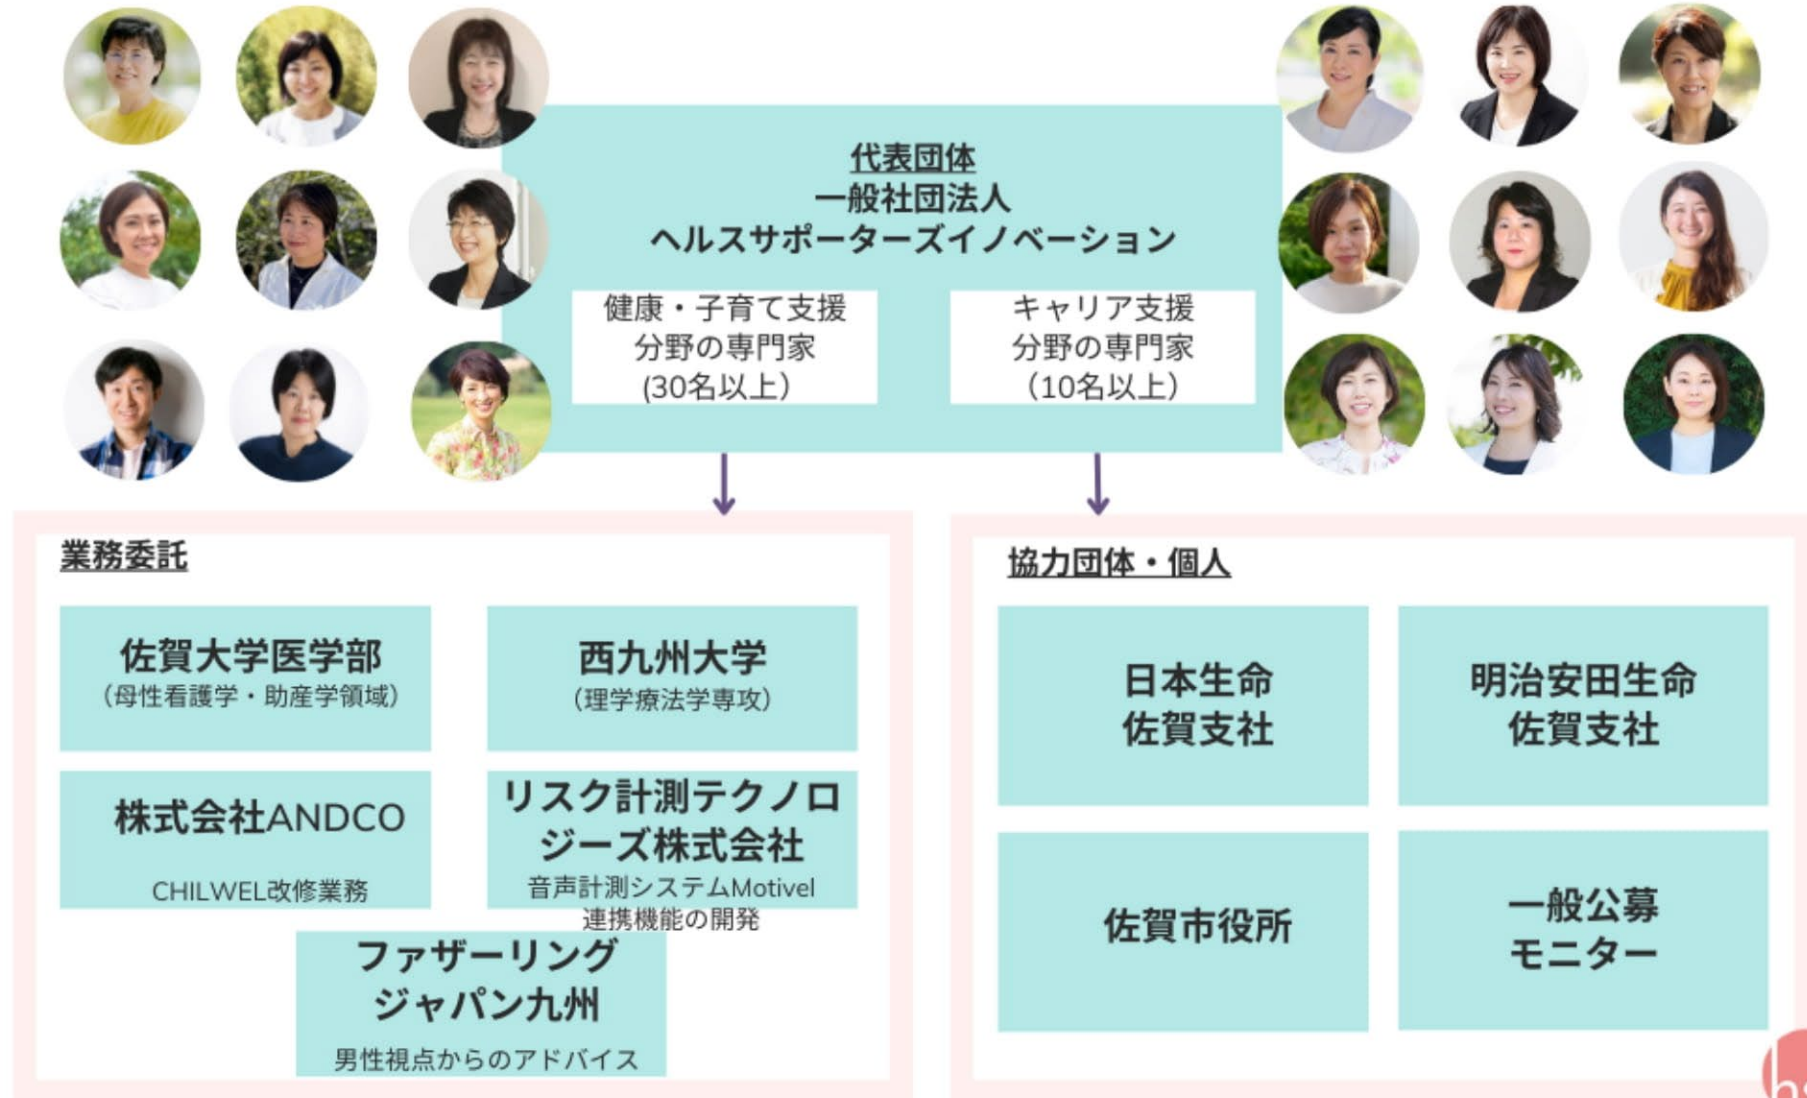 代表団体
一般社団法人
ヘルスサポーターズイノベーション
健康・子育て支援
分野の専門家
(30名以上）
キャリア支援
分野の専門家
（10名以上）
業務委託
佐賀大学医学部
（母性看護学・助産学領域）
西九州大学
（理学療法学専攻）
株式会社ANDCO
CHILWEL改修業務
リスク計測テクノロ
ジーズ株式会社
音声計測システムMotivel
連携機能の開発
ファザーリング
ジャパン九州
男性視点からのアドバイス
協力団体・個人
日本生命
佐賀支社
明治安田生命
佐賀支社
佐賀市役所
一般公募
モニター